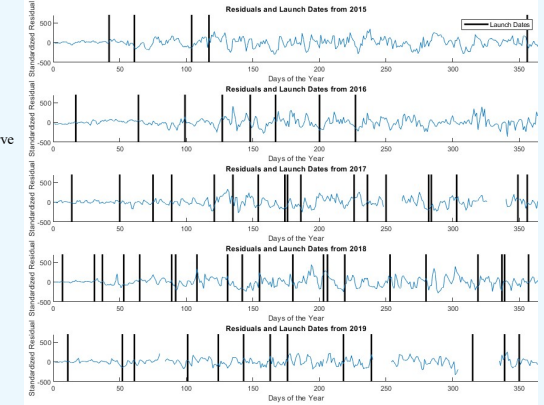 Residuals and Launch Dates from 2015
Standardized Residual
500
0
-500
Launch Dates
0 50 100 150 200 250 300 350
Days of the Year
Residuals and Launch Dates from 2016
Standardized Residual
500
0
-500
0 50 100 150 200 250 300 350
Days of the Year
ve
Residuals and Launch Dates from 2017
Standardized Residual
500
0
-500
0 50 100 150 200 250 300 350
Days of the Year
Residuals and Launch Dates from 2018
Standardized Residual
500
0
-500
0 50 100 150 200 250 300 350
Days of the Year
Residuals and Launch Dates from 2019
Standardized Residual
500
0
-500
0 50 100 150 200 250 300 350
Days of the Year